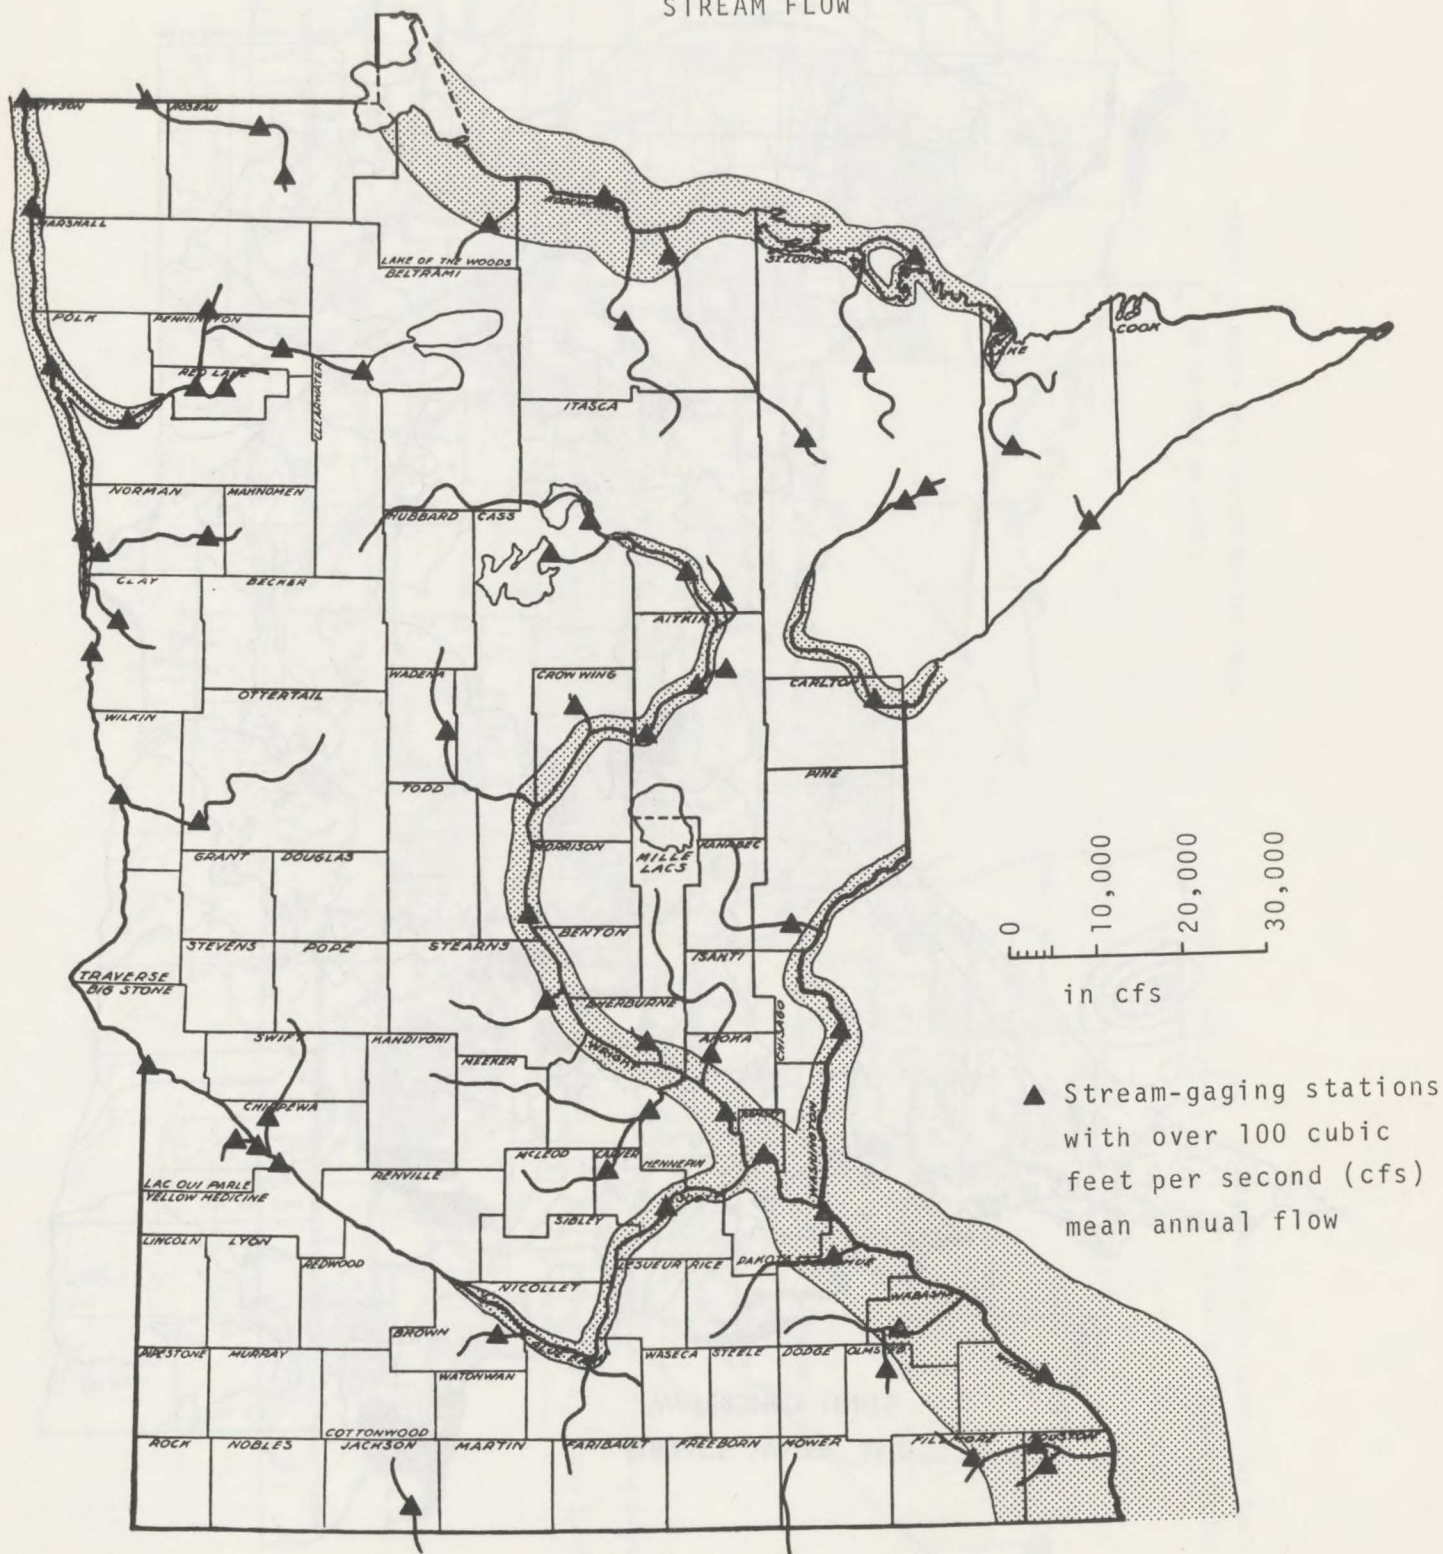 STREAM FLOW
ROSEAU
MARSHALL
LAKE OF THE WOODS
BELTRAMI
ST LOUIS
COOK
POLK
PENNINGTON
RED LAKE
CLEARWATER
ITASCA
NORMAN
MAHNOMEN
HUBBARD
CASS
CLAY
BECKER
AITKIN
WADENA
CROW WING
CARLTON
OTTERTAIL
WILKIN
PINE
TODD
GRANT
DOUGLAS
MORRISON
MILLE
LACS
KANABEC
STEVENS
POPE
STEARNS
BENTON
ISANTI
TRAVERSE
BIG STONE
SHERBURNE
CHISAGO
SWIFT
KANDIYOHI
MEEKER
WRIGHT
ANOKA
CHIPPEWA
RAMSEY
WASHINGTON
MCLEOD
CARVER
HENNEPIN
RENVILLE
LAC QUI PARLE
YELLOW MEDICINE
SIBLEY
LINCOLN
LYON
REDWOOD
LESUEUR
RICE
DAKOTA
NICOLLET
WABASHA
BROWN
BLUE EARTH
PIPESTONE
MURRAY
WATONWAN
WASECA
STEELE
DODGE
OLMSTED
COTTONWOOD
ROCK
NOBLES
JACKSON
MARTIN
FARIBAULT
FREEBORN
MOWER
FILLMORE
HOUSTON
0
10,000
20,000
30,000
in cfs
▲ Stream-gaging stations
with over 100 cubic
feet per second (cfs)
mean annual flow